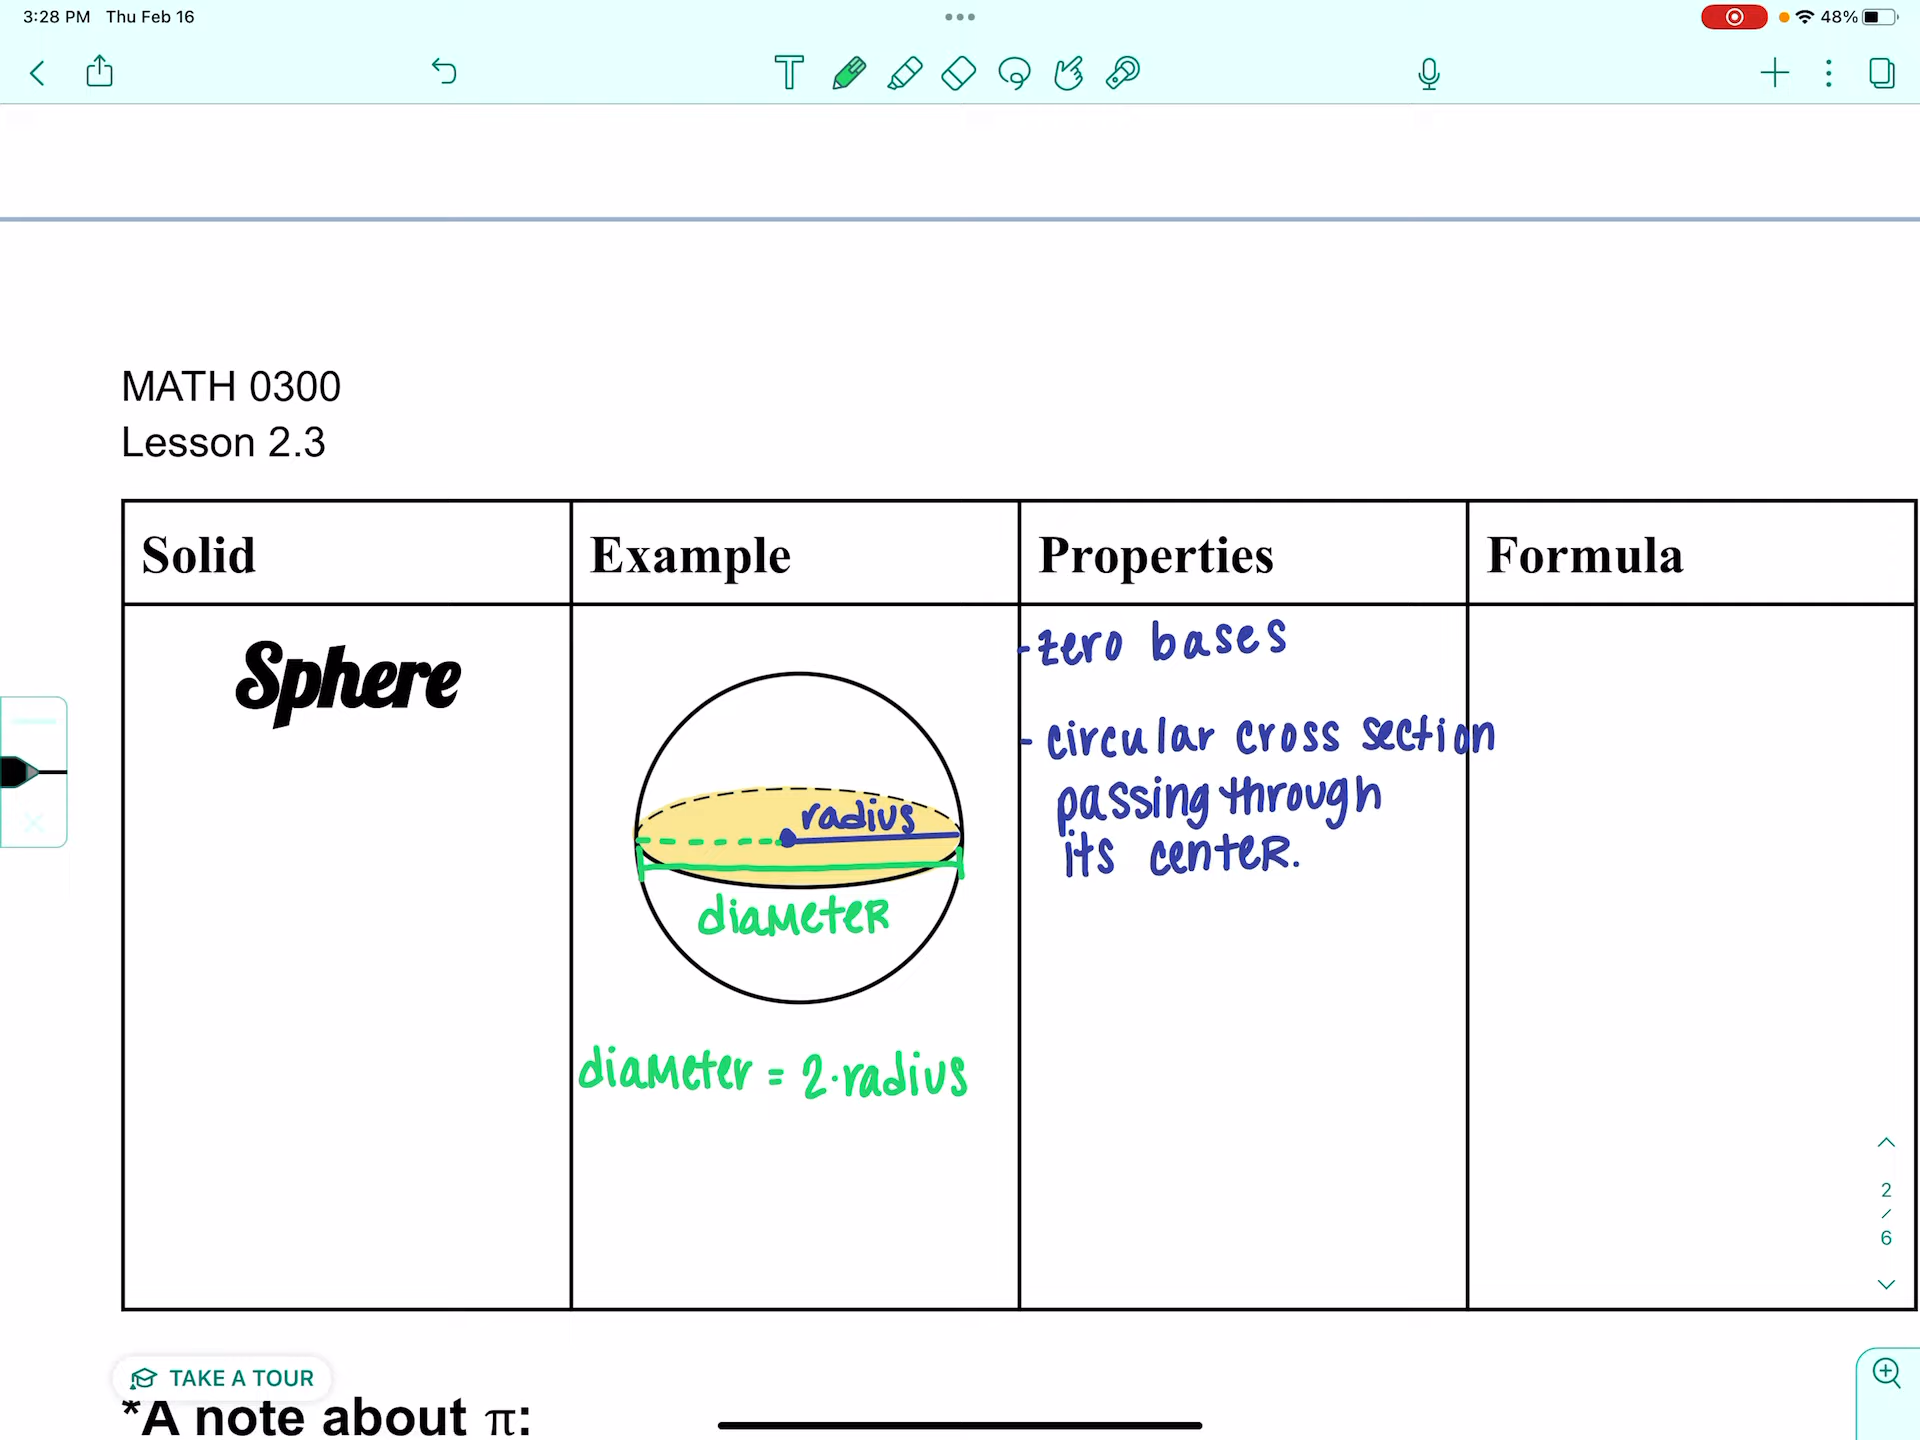 3:28 PM Thu Feb 16
48%
T
MATH 0300
Lesson 2.3
Solid Example Properties Formula
Sphere
radius
diameter
diameter = 2·radius
-zero bases
- circular cross section
passing through
its center.
2
/
6
TAKE A TOUR
*A note about π: